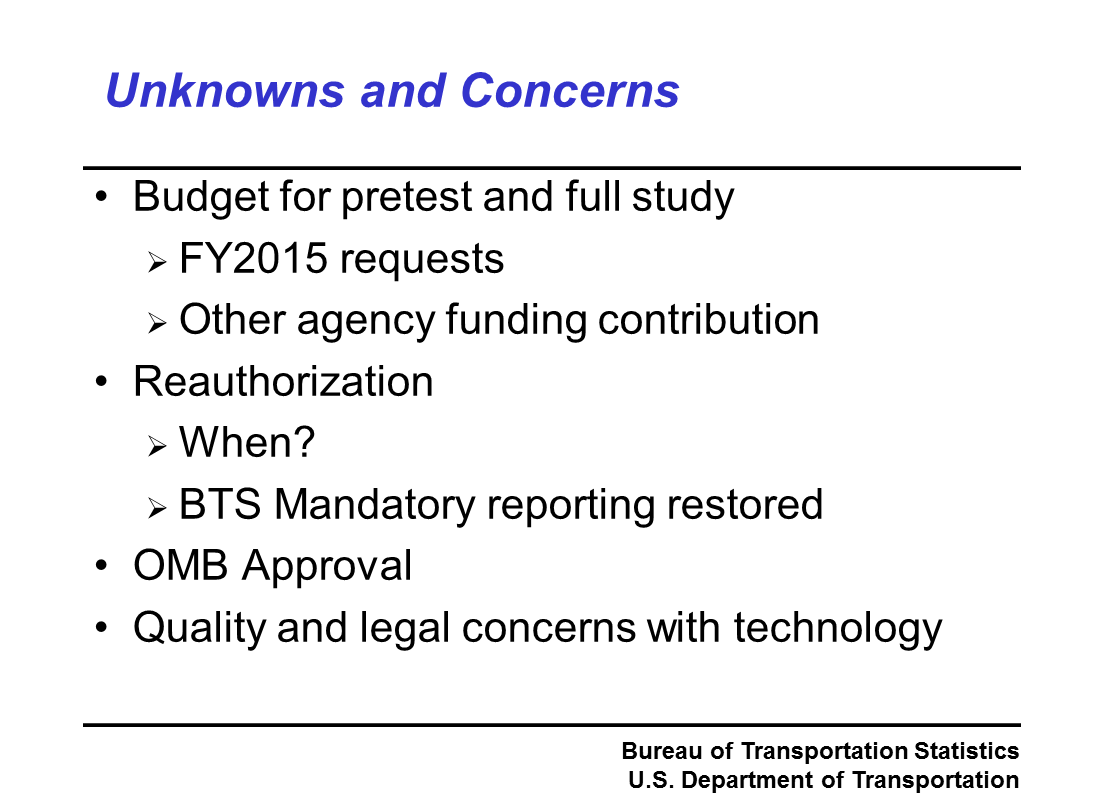 Unknowns and Concerns
• Budget for pretest and full study
➢ FY2015 requests
➢ Other agency funding contribution
• Reauthorization
➢ When?
➢ BTS Mandatory reporting restored
• OMB Approval
• Quality and legal concerns with technology
Bureau of Transportation Statistics
U.S. Department of Transportation